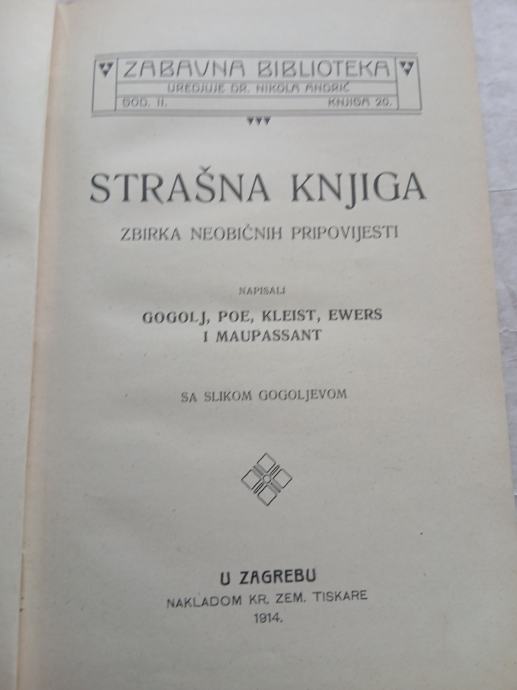 ZABAVNA BIBLIOTEKA
UREDJUJE DR. NIKOLA ANDRIĆ
GOD. II. KNJIGA 20.
STRAŠNA KNJIGA
ZBIRKA NEOBIČNIH PRIPOVIJESTI
NAPISALI
GOGOLJ, POE, KLEIST, EWERS
I MAUPASSANT
SA SLIKOM GOGOLJEVOM
U ZAGREBU
NAKLADOM KR. ZEM. TISKARE
1914.